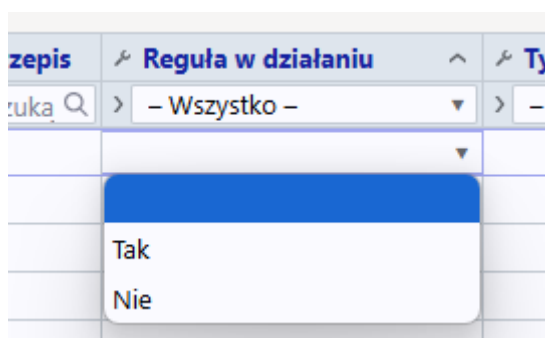 zepis Reguła w działaniu
– Wszystko – –
Tak
Nie